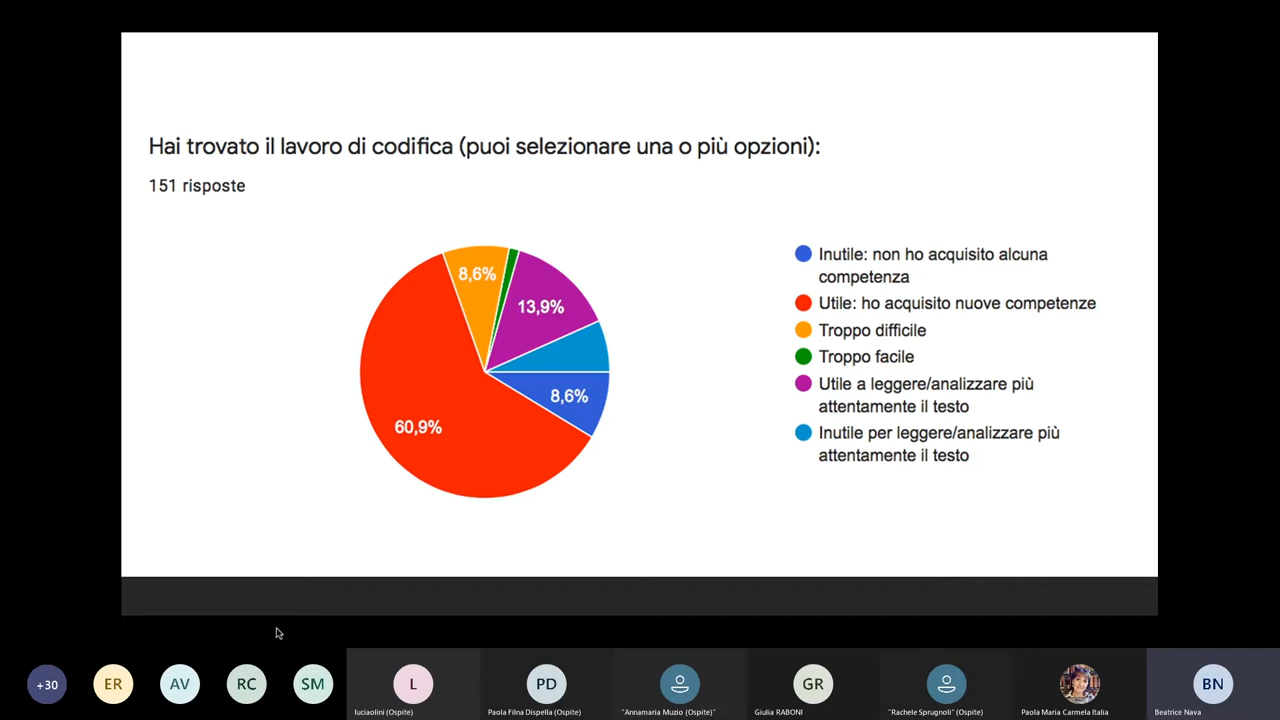 Hai trovato il lavoro di codifica (puoi selezionare una o più opzioni):
151 risposte
8,6%
13,9%
8,6%
60,9%
Inutile: non ho acquisito alcuna
competenza
Utile: ho acquisito nuove competenze
Troppo difficile
Troppo facile
Utile a leggere/analizzare più
attentamente il testo
Inutile per leggere/analizzare più
attentamente il testo
+30
ER
AV
RC
SM
L
PD
GR
BN
luciaolini (Ospite)
Paola Filna Dispella (Ospite)
"Annamaria Muzio (Ospite)"
Giulia RABONI
"Rachele Sprugnoli" (Ospite)
Paola Maria Carmela Italia
Beatrice Nava